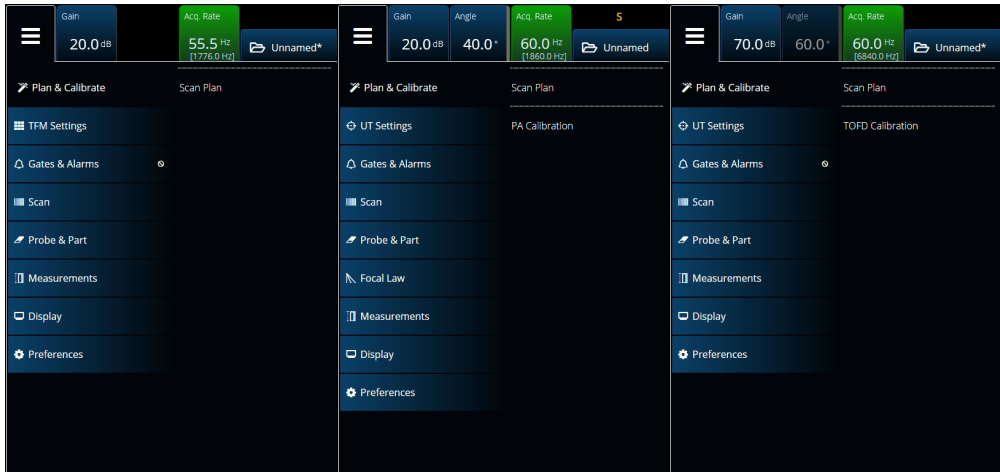 Gain
20.0 dB
Acq. Rate
55.5 Hz
[1776.0 Hz]
Unnamed*
Plan & Calibrate
Scan Plan
TFM Settings
Gates & Alarms
Scan
Probe & Part
Measurements
Display
Preferences
Gain
20.0 dB
Angle
40.0 °
Acq. Rate
60.0 Hz
[1860.0 Hz]
S
Unnamed
Plan & Calibrate
Scan Plan
UT Settings
PA Calibration
Gates & Alarms
Scan
Probe & Part
Focal Law
Measurements
Display
Preferences
Gain
70.0 dB
Angle
60.0 °
Acq. Rate
60.0 Hz
[6840.0 Hz]
Unnamed*
Plan & Calibrate
Scan Plan
UT Settings
TOFD Calibration
Gates & Alarms
Scan
Probe & Part
Measurements
Display
Preferences